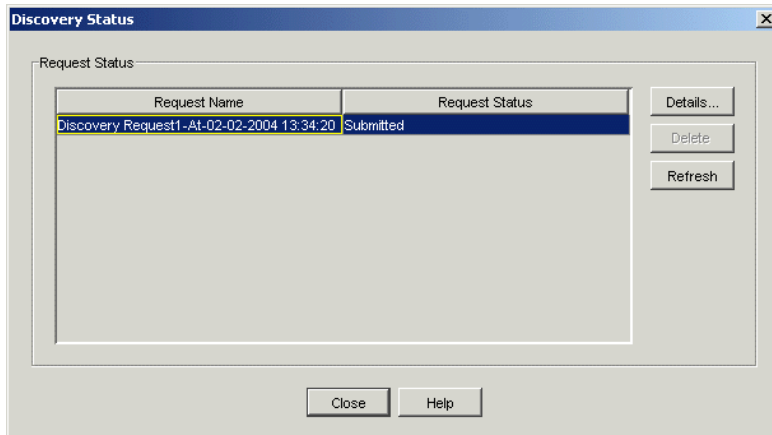 Discovery Status
Request Status
Request Name Request Status Details...
Discovery Request1-At-02-02-2004 13:34:20 Submitted
Delete
Refresh
Close Help